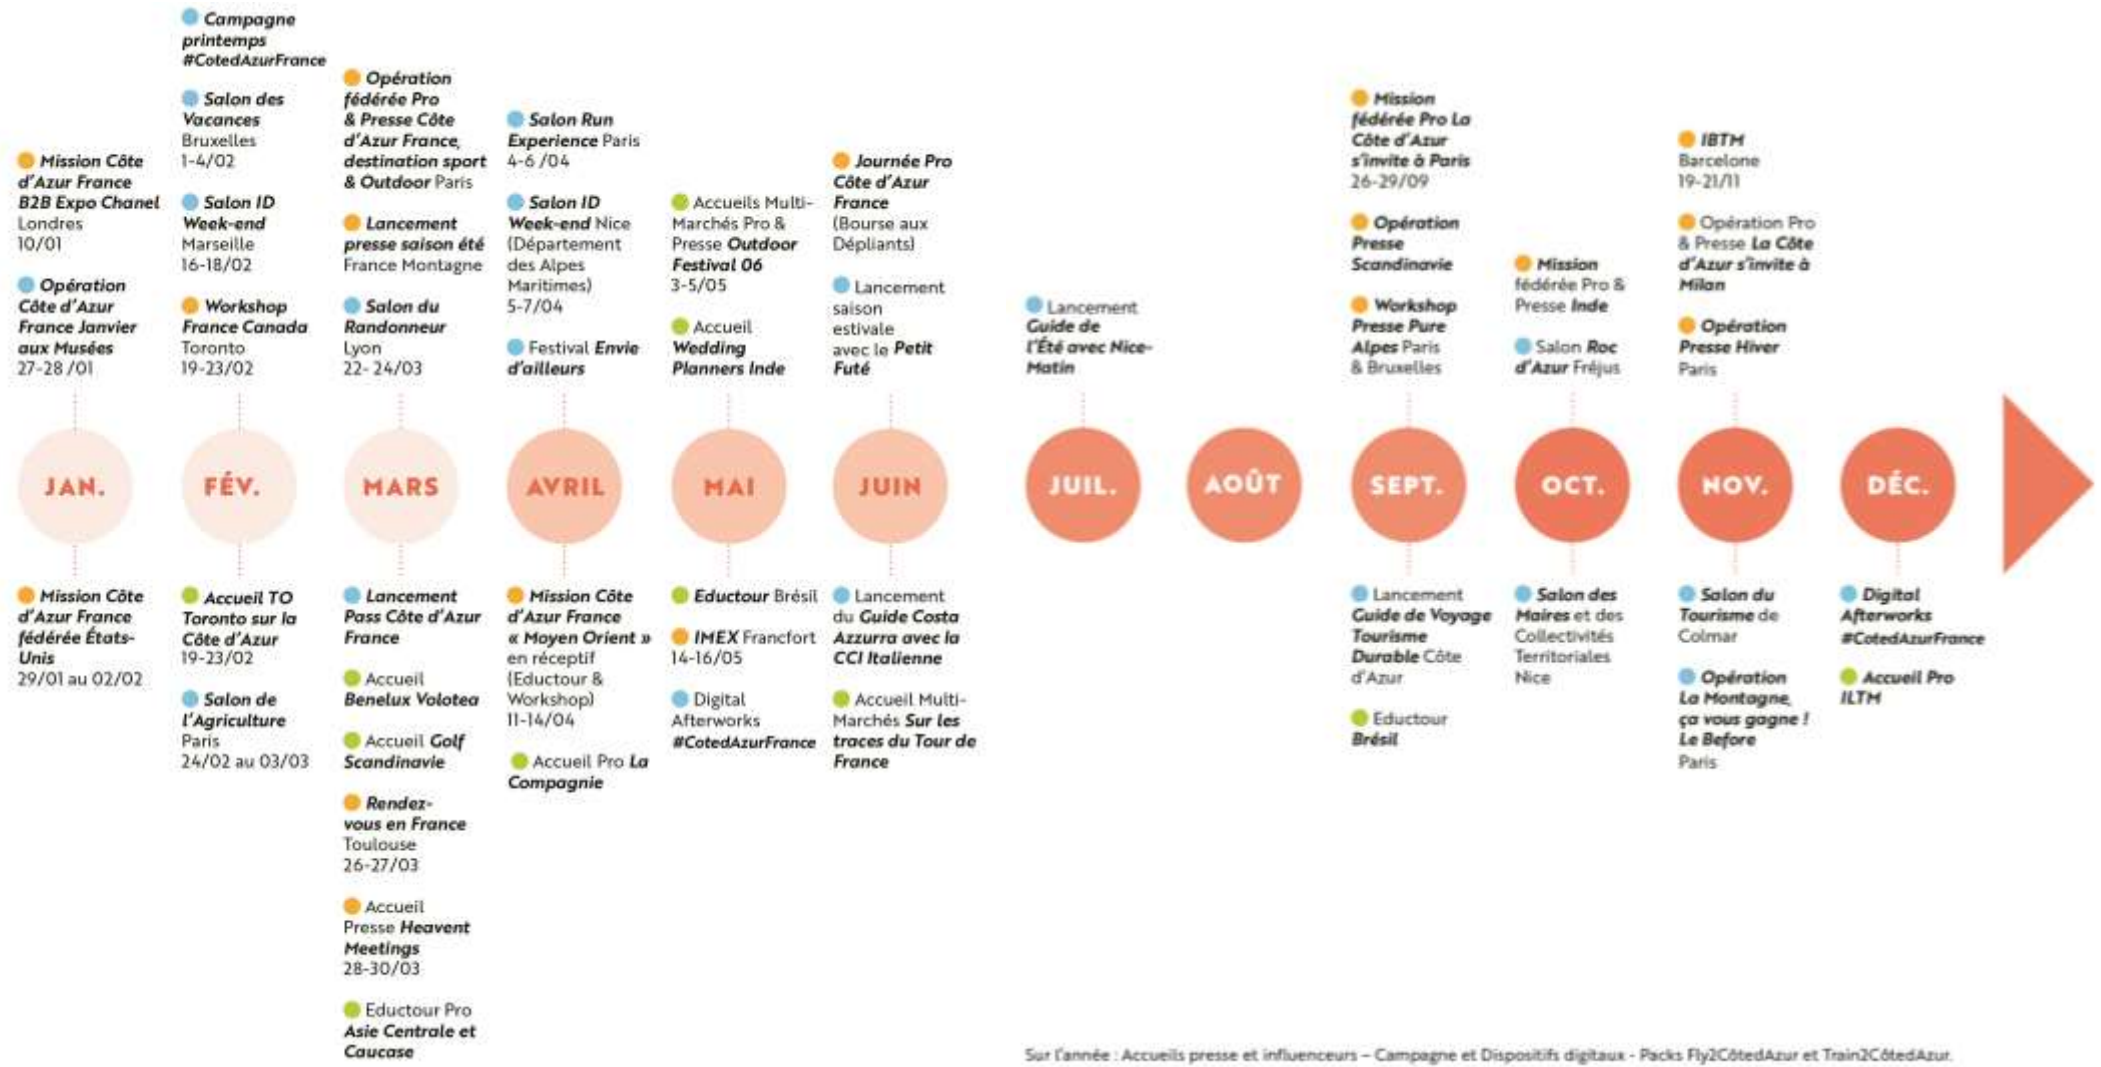 Campagne
printemps
#CotedAzurFrance
Salon des
Vacances
Bruxelles
1-4/02
Salon ID
Week-end
Marseille
16-18/02
Workshop
France Canada
Toronto
19-23/02
Mission Côte
d'Azur France
B2B Expo Chanel
Londres
10/01
Opération
Côte d'Azur
France Janvier
aux Musées
27-28 /01
Opération
fédérée Pro
& Presse Côte
d'Azur France,
destination sport
& Outdoor Paris
Lancement
presse saison été
France Montagne
Salon du
Randonneur
Lyon
22- 24/03
Salon Run
Experience Paris
4-6 /04
Salon ID
Week-end Nice
(Département
des Alpes
Maritimes)
5-7/04
Festival Envie
d'ailleurs
Accueils Multi-
Marchés Pro &
Presse Outdoor
Festival 06
3-5/05
Accueil
Wedding
Planners Inde
Journée Pro
Côte d'Azur
France
(Bourse aux
Dépliants)
Lancement
saison
estivale
avec le Petit
Futé
Lancement
Guide de
l'Été avec Nice-
Matin
Mission
fédérée Pro La
Côte d'Azur
s'invite à Paris
26-29/09
Opération
Presse
Scandinavie
Workshop
Presse Pure
Alpes Paris
& Bruxelles
Mission
fédérée Pro &
Presse Inde
Salon Roc
d'Azur Fréjus
IBTM
Barcelone
19-21/11
Opération Pro
& Presse La Côte
d'Azur s'invite à
Milan
Opération
Presse Hiver
Paris
JAN.
FÉV.
MARS
AVRIL
MAI
JUIN
JUIL.
AOÛT
SEPT.
OCT.
NOV.
DÉC.
Mission Côte
d'Azur France
fédérée États-
Unis
29/01 au 02/02
Accueil TO
Toronto sur la
Côte d'Azur
19-23/02
Salon de
l'Agriculture
Paris
24/02 au 03/03
Lancement
Pass Côte d'Azur
France
Accueil
Benelux Volotea
Accueil Golf
Scandinavie
Rendez-
vous en France
Toulouse
26-27/03
Accueil
Presse Heavent
Meetings
28-30/03
Eductour Pro
Asie Centrale et
Caucase
Mission Côte
d'Azur France
« Moyen Orient »
en réceptif
(Eductour &
Workshop)
11-14/04
Accueil Pro La
Compagnie
Eductour Brésil
IMEX Francfort
14-16/05
Digital
Afterworks
#CotedAzurFrance
Lancement
du Guide Costa
Azzurra avec la
CCI Italienne
Accueil Multi-
Marchés Sur les
traces du Tour de
France
Lancement
Guide de Voyage
Tourisme
Durable Côte
d'Azur
Eductour
Brésil
Salon des
Maires et des
Collectivités
Territoriales
Nice
Salon du
Tourisme de
Colmar
Opération
La Montagne,
ça vous gagne !
Le Before
Paris
Digital
Afterworks
#CotedAzurFrance
Accueil Pro
ILTM
Sur l'année : Accueils presse et influenceurs – Campagne et Dispositifs digitaux - Packs Fly2CôtedAzur et Train2CôtedAzur.